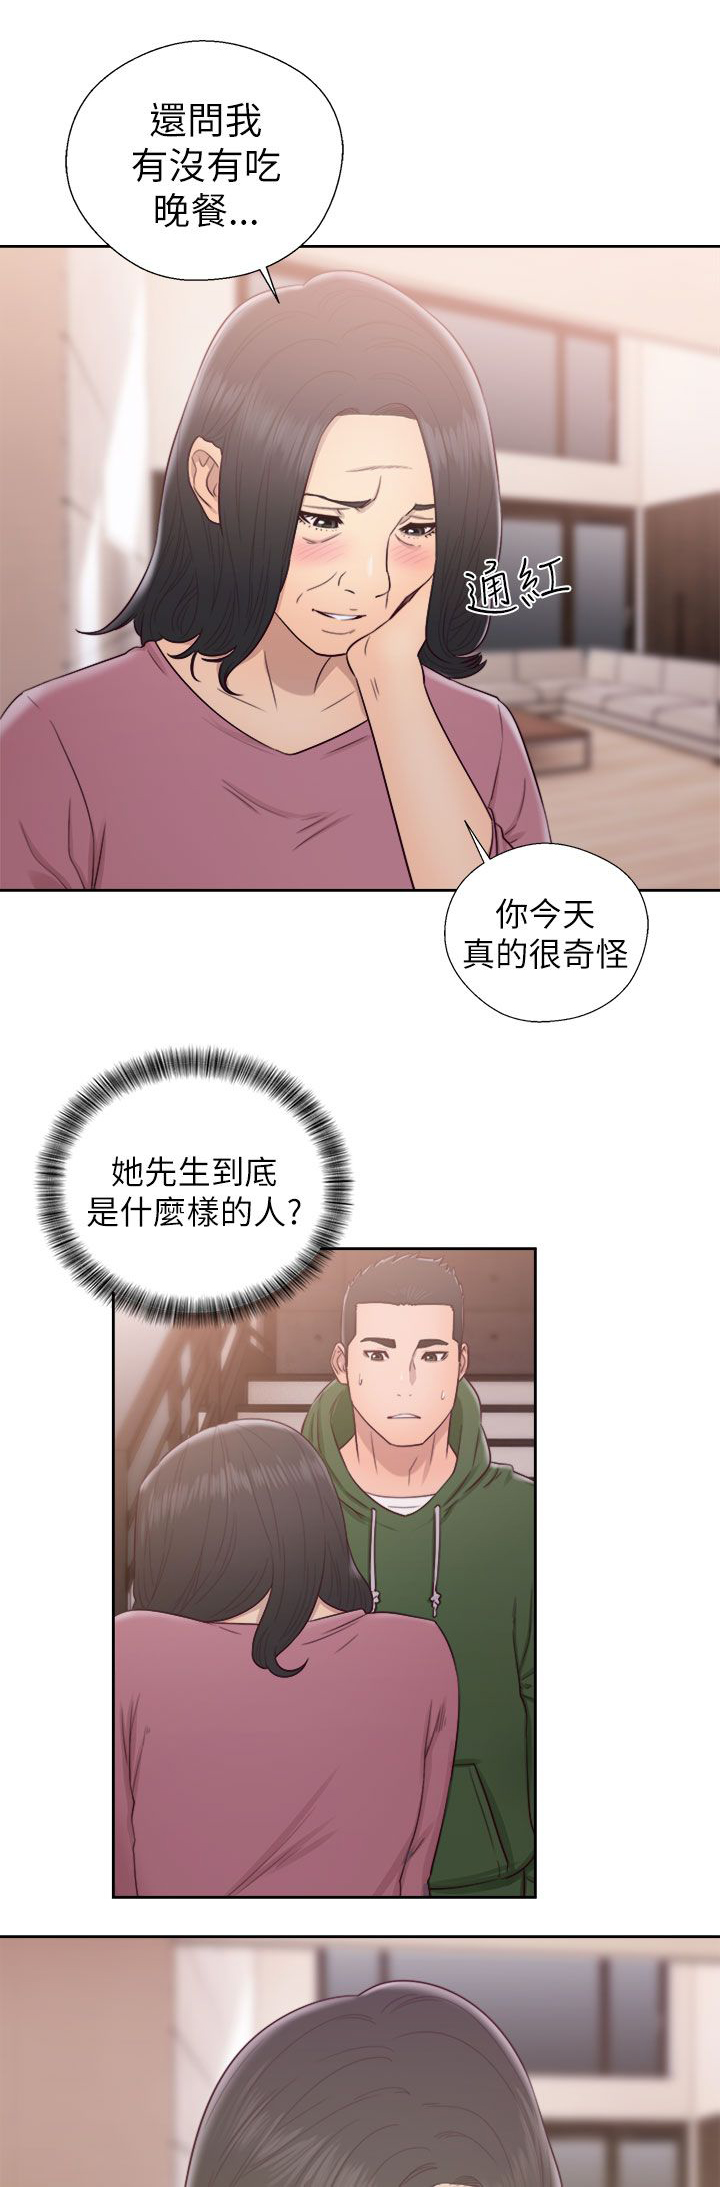 還問我
有沒有吃
晚餐...
通紅
你今天
真的很奇怪
她先生到底
是什麼樣的人?